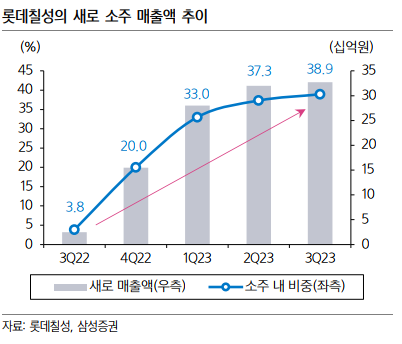 롯데칠성의 새로 소주 매출액 추이
(%)
(십억원)
45
40
35
30
25
20
15
10
5
0
3.8
20.0
33.0
37.3
38.9
35
30
25
20
15
10
5
0
3Q22
4Q22
1Q23
2Q23
3Q23
새로 매출액(우측)
소주 내 비중(좌측)
자료: 롯데칠성, 삼성증권